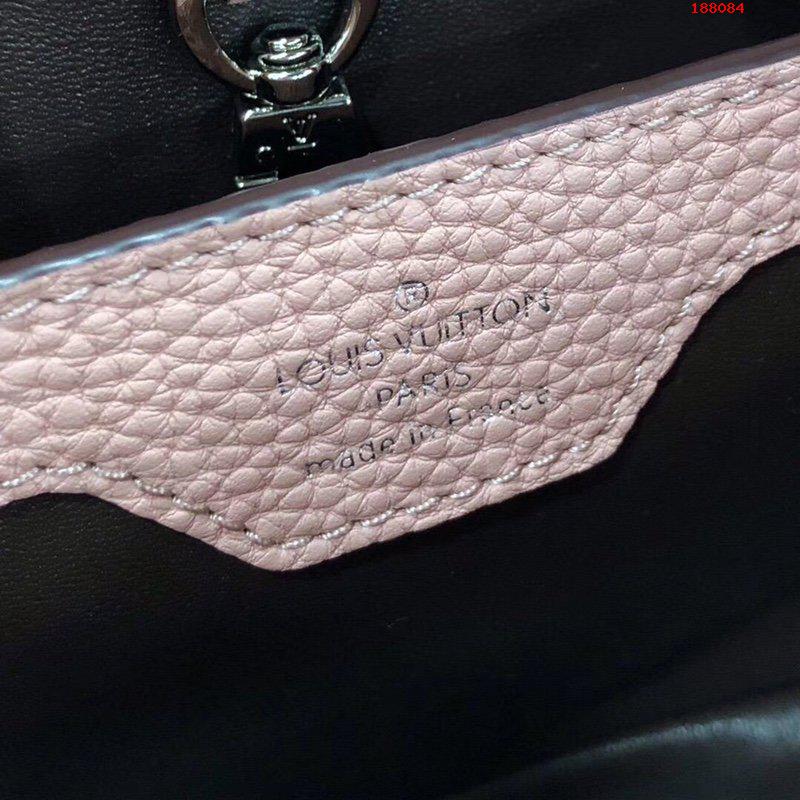 188084
®
LOUIS VUITTON
PARIS
made in France